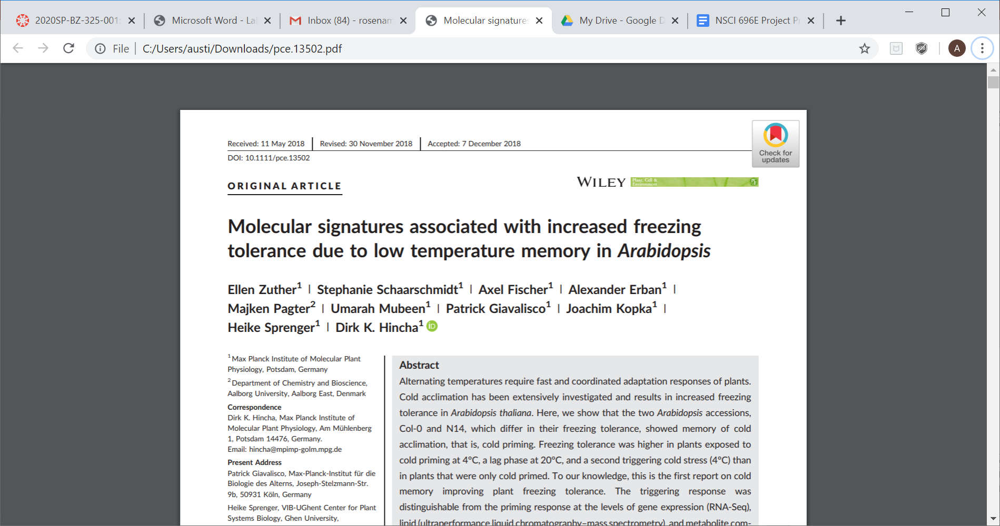 2020SP-BZ-325-001:
Microsoft Word - La
Inbox (84) - rosenam
Molecular signatures
My Drive - Google D
NSCI 696E Project Pr
File
C:/Users/austi/Downloads/pce.13502.pdf
A
Received: 11 May 2018
Revised: 30 November 2018
Accepted: 7 December 2018
DOI: 10.1111/pce.13502
Check for
updates
ORIGINAL ARTICLE
WILEY
Plant, Cell &
Environment
Molecular signatures associated with increased freezing
tolerance due to low temperature memory in Arabidopsis
Ellen Zuther1 | Stephanie Schaarschmidt1 | Axel Fischer1 | Alexander Erban1 |
Majken Pagter2 | Umarah Mubeen1 | Patrick Giavalisco1 | Joachim Kopka1 |
Heike Sprenger1 | Dirk K. Hincha1 iD
1 Max Planck Institute of Molecular Plant
Physiology, Potsdam, Germany
2 Department of Chemistry and Bioscience,
Aalborg University, Aalborg East, Denmark
Correspondence
Dirk K. Hincha, Max Planck Institute of
Molecular Plant Physiology, Am Mühlenberg
1, Potsdam 14476, Germany.
Email: hincha@mpimp-golm.mpg.de
Present Address
Patrick Giavalisco, Max-Planck-Institut für die
Biologie des Alterns, Joseph-Stelzmann-Str.
9b, 50931 Köln, Germany
Heike Sprenger, VIB-UGhent Center for Plant
Systems Biology, Ghen University,
Abstract
Alternating temperatures require fast and coordinated adaptation responses of plants.
Cold acclimation has been extensively investigated and results in increased freezing
tolerance in Arabidopsis thaliana. Here, we show that the two Arabidopsis accessions,
Col-0 and N14, which differ in their freezing tolerance, showed memory of cold
acclimation, that is, cold priming. Freezing tolerance was higher in plants exposed to
cold priming at 4°C, a lag phase at 20°C, and a second triggering cold stress (4°C) than
in plants that were only cold primed. To our knowledge, this is the first report on cold
memory improving plant freezing tolerance. The triggering response was
distinguishable from the priming response at the levels of gene expression (RNA-Seq),
lipid (ultraperformance liquid chromatography–mass spectrometry), and metabolite com-